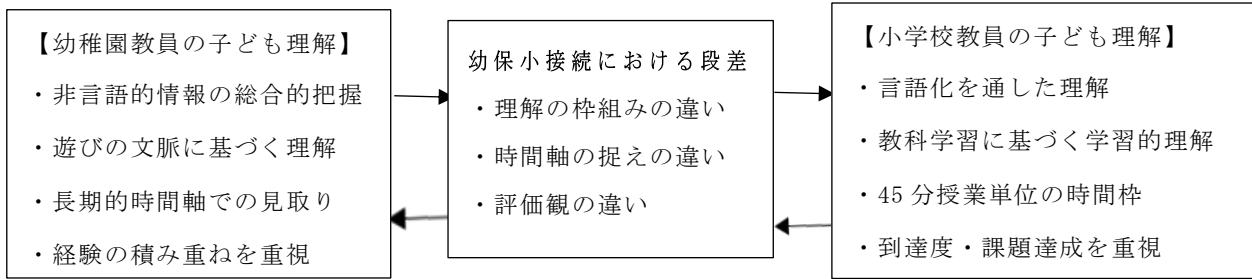 【幼稚園教員の子ども理解】
・非言語的情報の総合的把握
・遊びの文脈に基づく理解
・長期的時間軸での見取り
・経験の積み重ねを重視
幼保小接続における段差
・理解の枠組みの違い
・時間軸の捉えの違い
・評価観の違い
【小学校教員の子ども理解】
・言語化を通した理解
・教科学習に基づく学習的理解
・45分授業単位の時間枠
・到達度・課題達成を重視